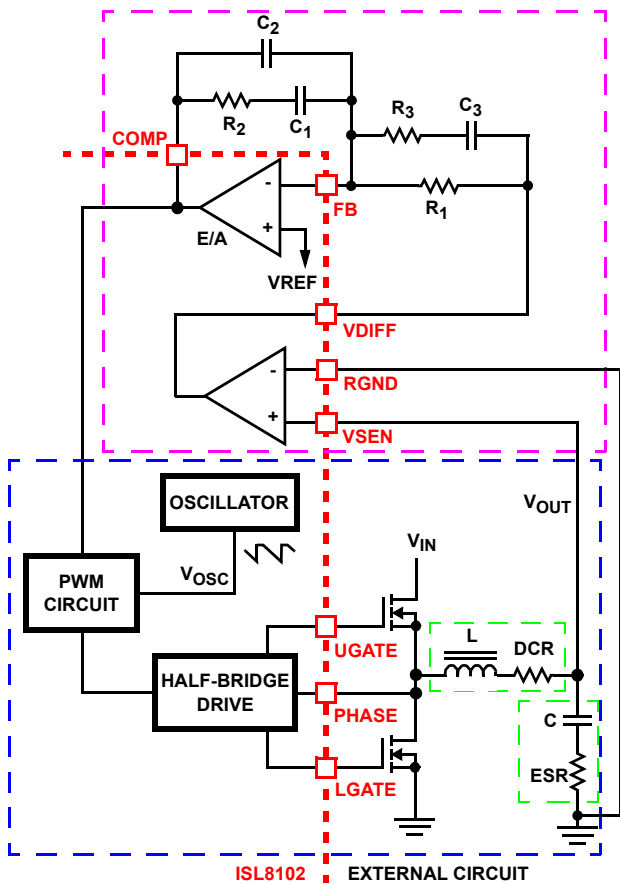 C2
R2
C1
R3
C3
COMP
-
+
E/A
FB
R1
VREF
VDIFF
-
RGND
+
VSEN
OSCILLATOR
VOUT
VOSC
VIN
PWM
CIRCUIT
UGATE
L
DCR
HALF-BRIDGE
DRIVE
PHASE
C
LGATE
ESR
ISL8102
EXTERNAL CIRCUIT